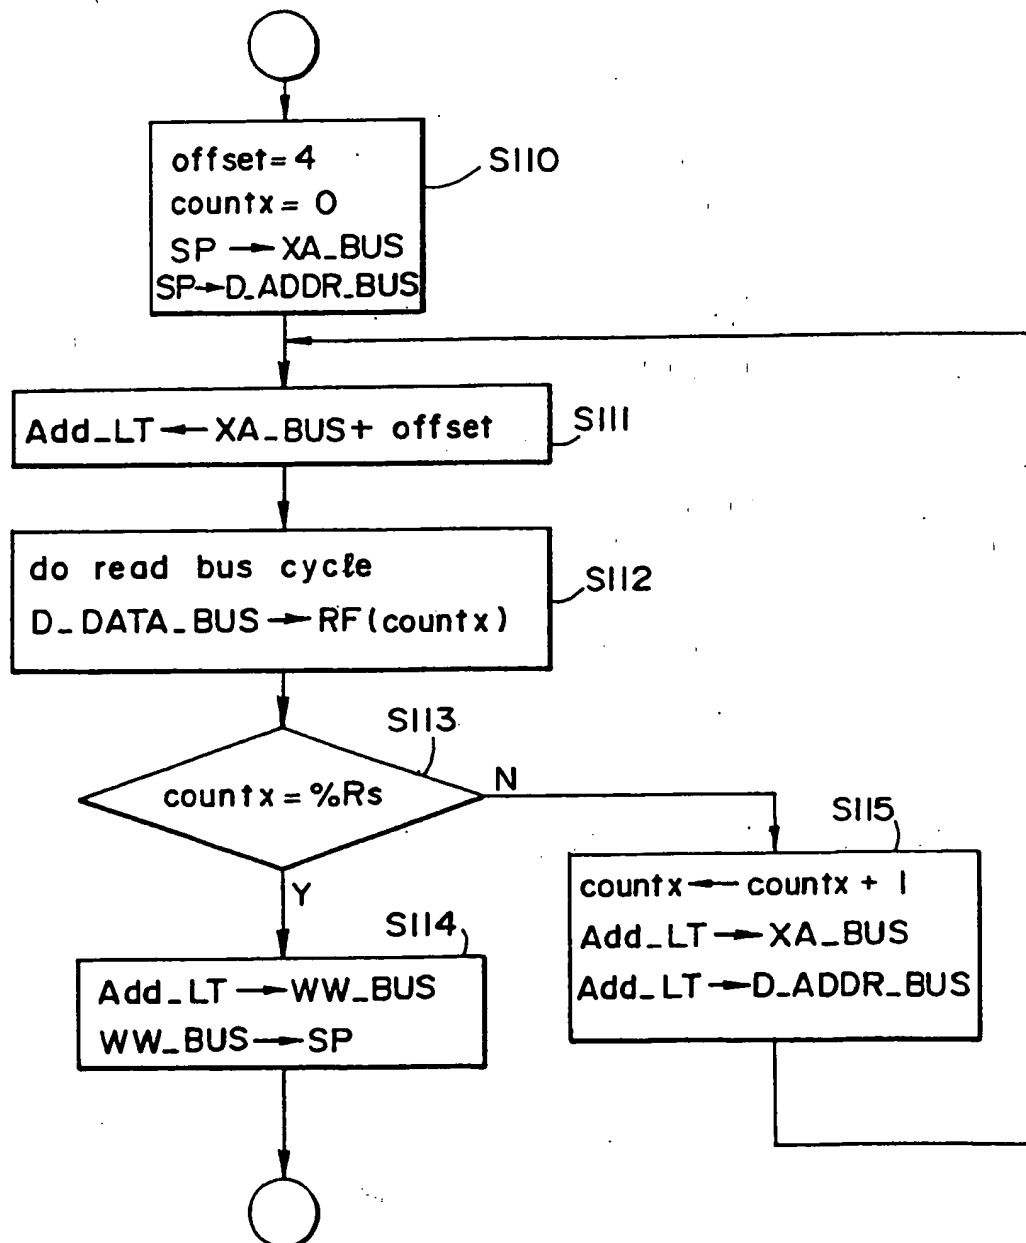 offset=4
countx=0
SP→XA_BUS
SP→D_ADDR_BUS
S110
Add_LT←XA_BUS+ offset
S111
do read bus cycle
D_DATA_BUS→RF(countx)
S112
S113
countx=%Rs
N
Y
S115
countx←countx + 1
Add_LT→XA_BUS
Add_LT→D_ADDR_BUS
S114
Add_LT→WW_BUS
WW_BUS→SP